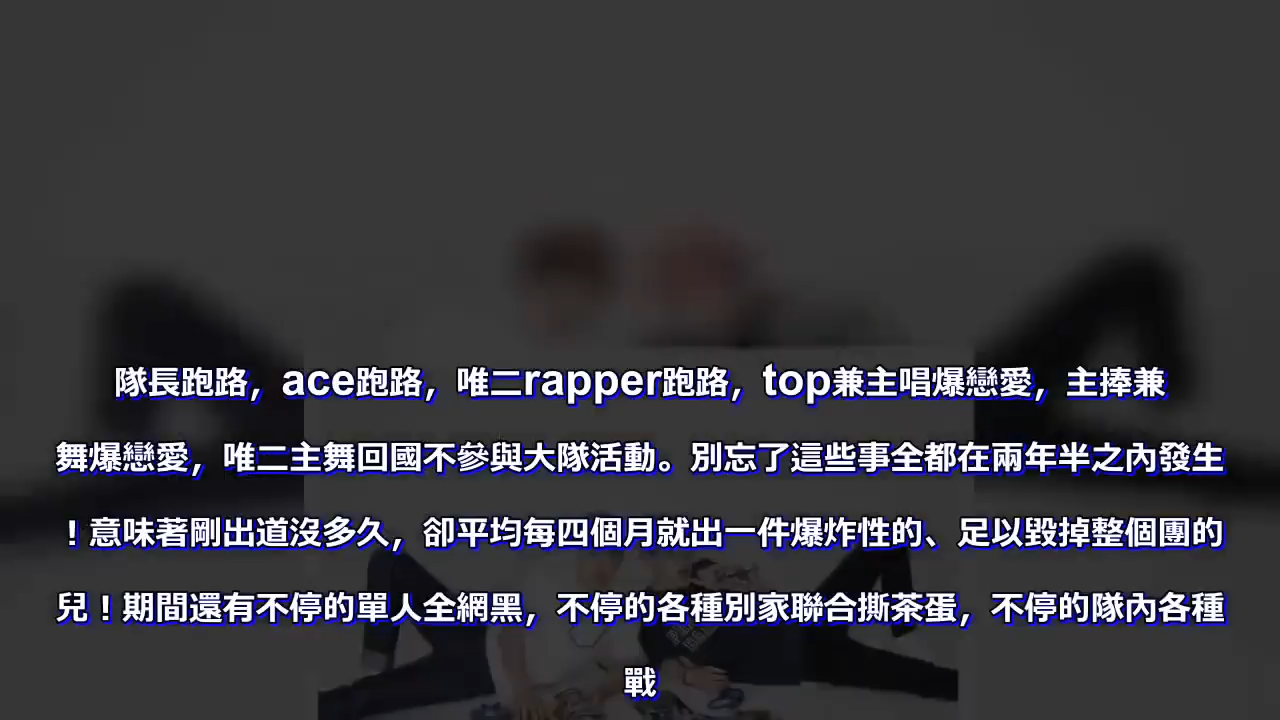 隊長跑路，ace跑路，唯二rapper跑路，top兼主唱爆戀愛，主捧兼
舞爆戀愛，唯二主舞回國不參與大隊活動。別忘了這些事全都在兩年半之內發生
！意味著剛出道沒多久，卻平均每四個月就出一件爆炸性的、足以毀掉整個團的
兒！期間還有不停的單人全網黑，不停的各種別家聯合撕茶蛋，不停的隊內各種
戰